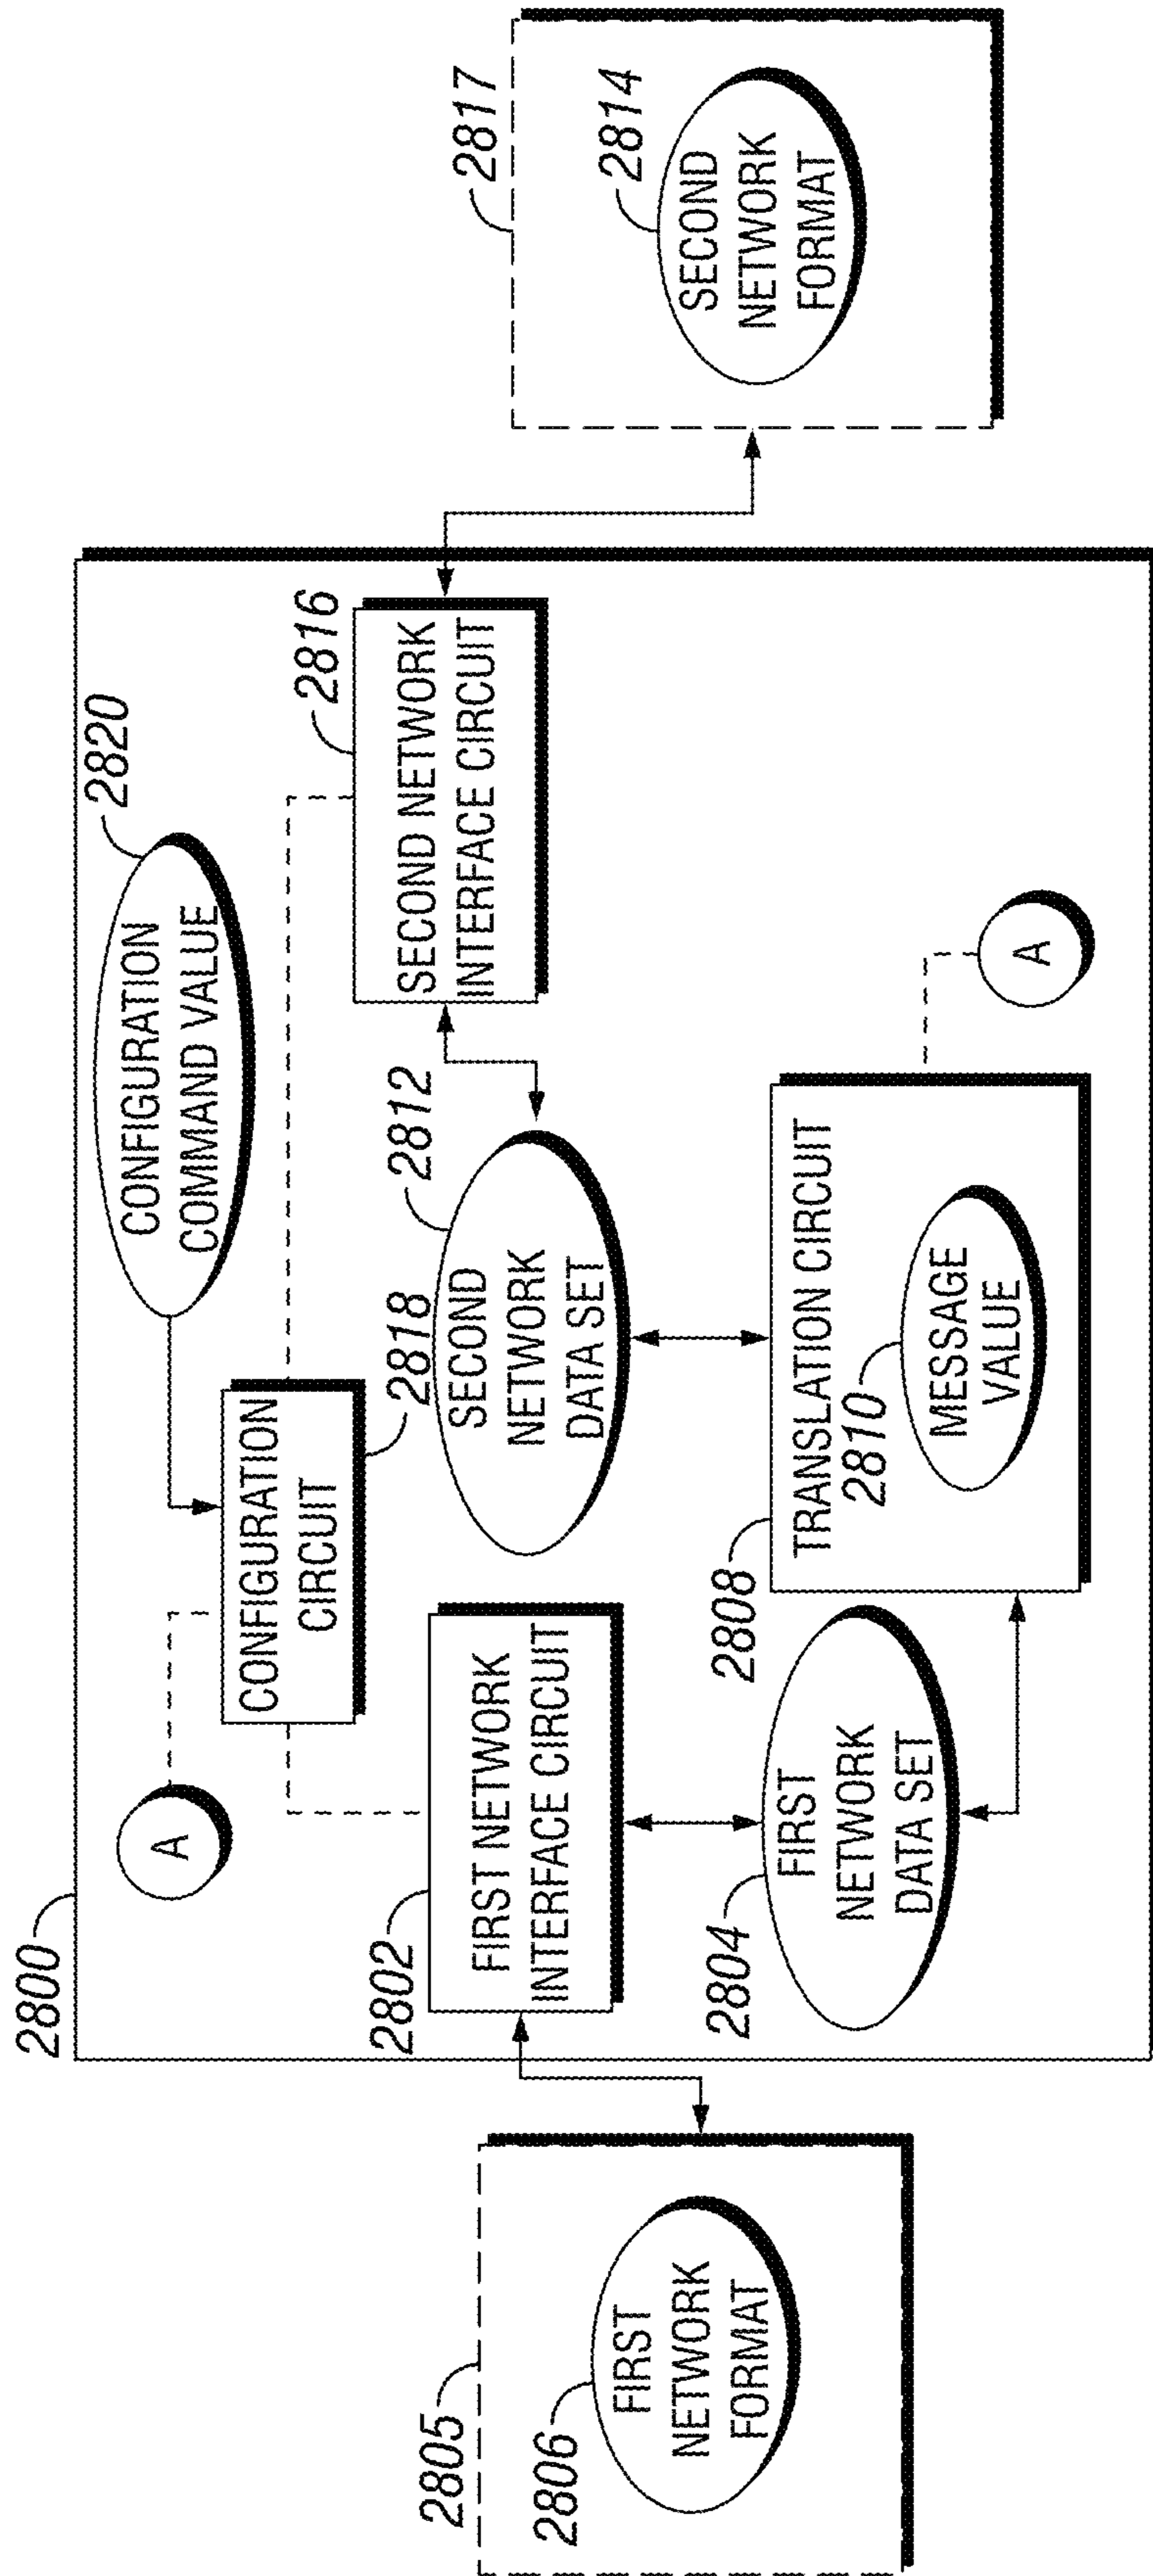 2800
2820
CONFIGURATION
COMMAND VALUE
A
CONFIGURATION
CIRCUIT
2818
2816
SECOND NETWORK
INTERFACE CIRCUIT
2802
FIRST NETWORK
INTERFACE CIRCUIT
2812
SECOND
NETWORK
DATA SET
2805
2806
FIRST
NETWORK
FORMAT
2817
2814
SECOND
NETWORK
FORMAT
2804
FIRST
NETWORK
DATA SET
2808
TRANSLATION CIRCUIT
2810
MESSAGE
VALUE
A